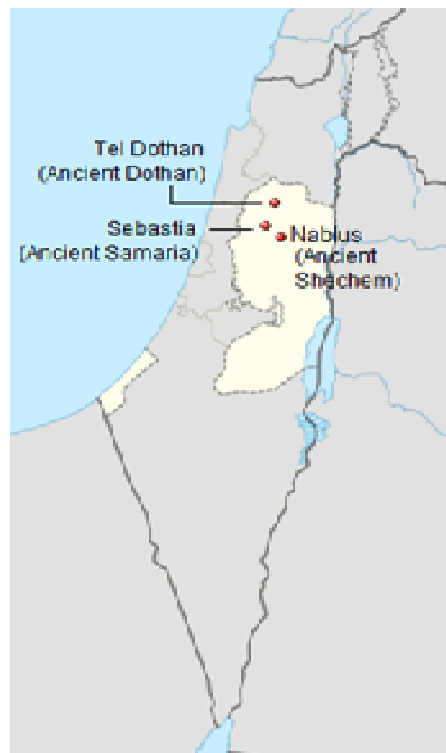 Tel Dothan
(Ancient Dothan)
Sebastia
(Ancient Samaria)
Nablus
(Ancient
Shechem)